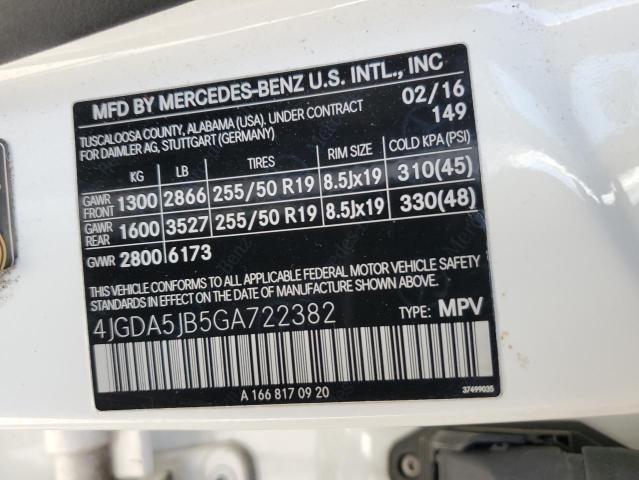 MFD BY MERCEDES-BENZ U.S. INTL., INC
TUSCALOOSA COUNTY, ALABAMA (USA). UNDER CONTRACT 02/16
FOR DAIMLER AG, STUTTGART (GERMANY) 149
KG LB TIRES RIM SIZE COLD KPA (PSI)
GAWR FRONT 1300 2866 255/50 R19 8.5Jx19 310(45)
GAWR REAR 1600 3527 255/50 R19 8.5Jx19 330(48)
GVWR 2800 6173
THIS VEHICLE CONFORMS TO ALL APPLICABLE FEDERAL MOTOR VEHICLE SAFETY
STANDARDS IN EFFECT ON THE DATE OF MANUFACTURE SHOWN ABOVE.
4JGDA5JB5GA722382 TYPE: MPV
A 166 817 09 20
37499035